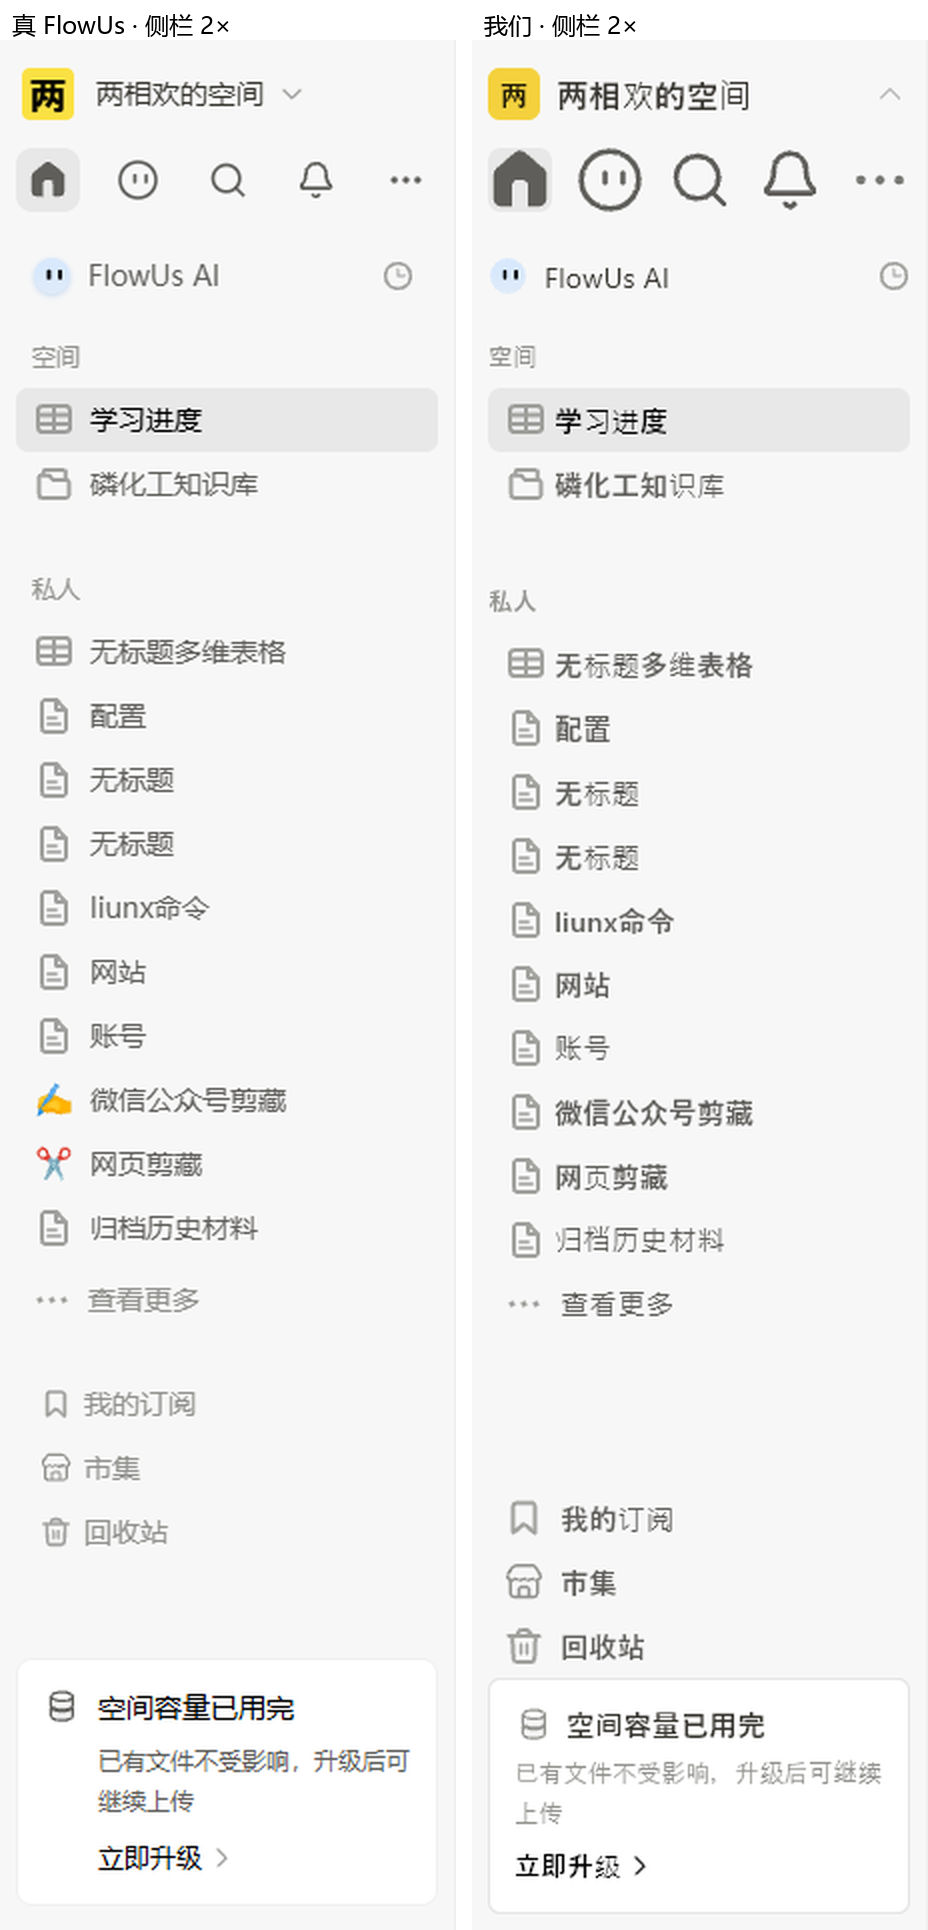 真 FlowUs · 侧栏 2×
两 两相欢的空间
FlowUs AI
空间
学习进度
磷化工知识库
私人
无标题多维表格
配置
无标题
无标题
liunx命令
网站
账号
微信公众号剪藏
网页剪藏
归档历史材料
查看更多
我的订阅
市集
回收站
空间容量已用完
已有文件不受影响，升级后可
继续上传
立即升级
我们 · 侧栏 2×
两 两相欢的空间
FlowUs AI
空间
学习进度
磷化工知识库
私人
无标题多维表格
配置
无标题
无标题
liunx命令
网站
账号
微信公众号剪藏
网页剪藏
归档历史材料
查看更多
我的订阅
市集
回收站
空间容量已用完
已有文件不受影响，升级后可继续
上传
立即升级